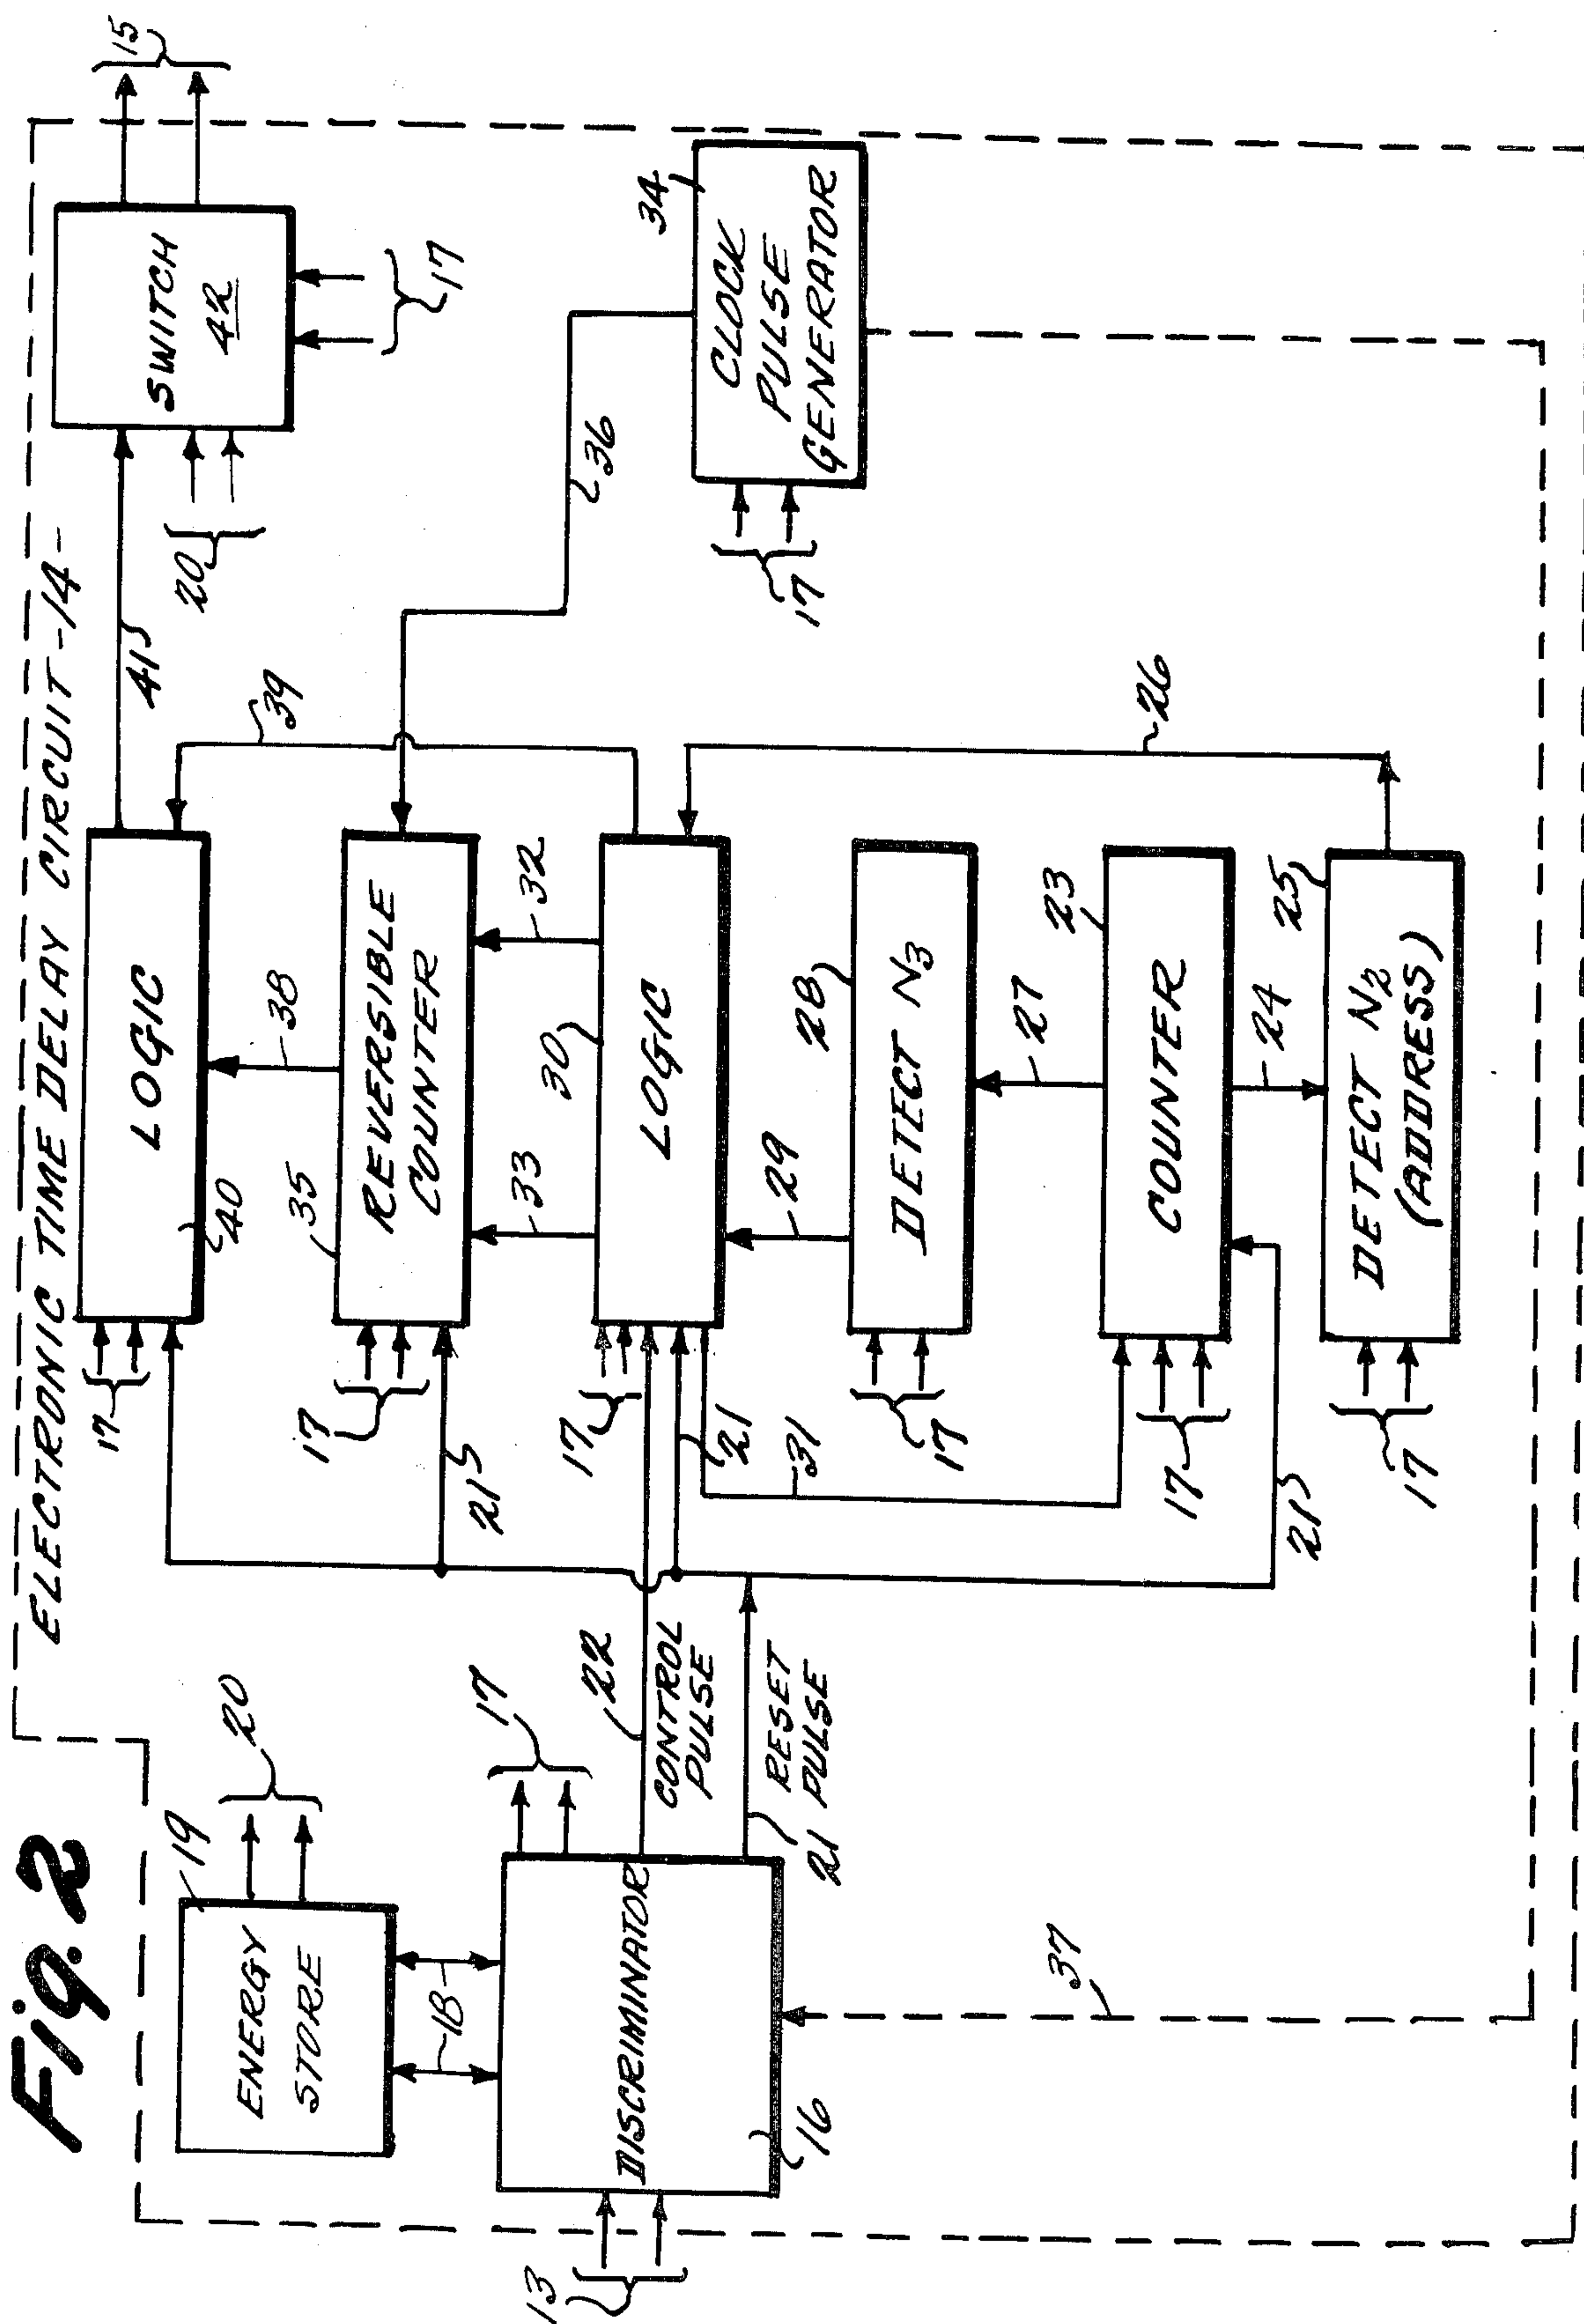 Fig. 2
ELECTRONIC TIME DELAY CIRCUIT -14-
15
SWITCH
42
17
20
41
LOGIC
40
17
39
38
REVERSIBLE
COUNTER
35
17
21
36
CLOCK
PULSE
GENERATOR
34
17
33
32
LOGIC
30
17
21
31
29
DETECT N3
28
17
27
COUNTER
23
17
21
24
DETECT N2
(ADDRESS)
25
17
26
ENERGY
STORE
19
20
18
DISCRIMINATOR
16
13
17
22
CONTROL
PULSE
RESET
21 PULSE
37